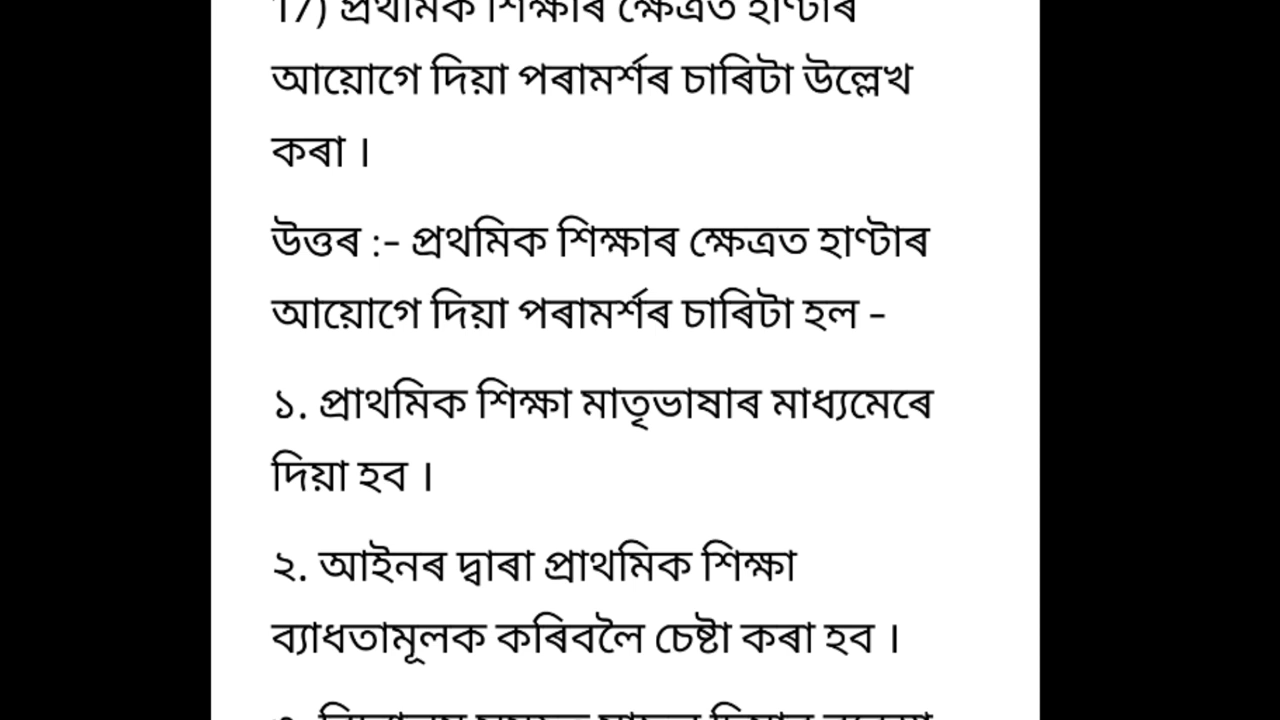 17) প্ৰথমিক শিক্ষাৰ ক্ষেত্ৰত হাণ্টাৰ
আয়োগে দিয়া পৰামৰ্শৰ চাৰিটা উল্লেখ
কৰা ।
উত্তৰ :- প্ৰথমিক শিক্ষাৰ ক্ষেত্ৰত হাণ্টাৰ
আয়োগে দিয়া পৰামৰ্শৰ চাৰিটা হল -
১. প্ৰাথমিক শিক্ষা মাতৃভাষাৰ মাধ্যমেৰে
দিয়া হব ।
২. আইনৰ দ্বাৰা প্ৰাথমিক শিক্ষা
ব্যাধতামূলক কৰিবলৈ চেষ্টা কৰা হব ।